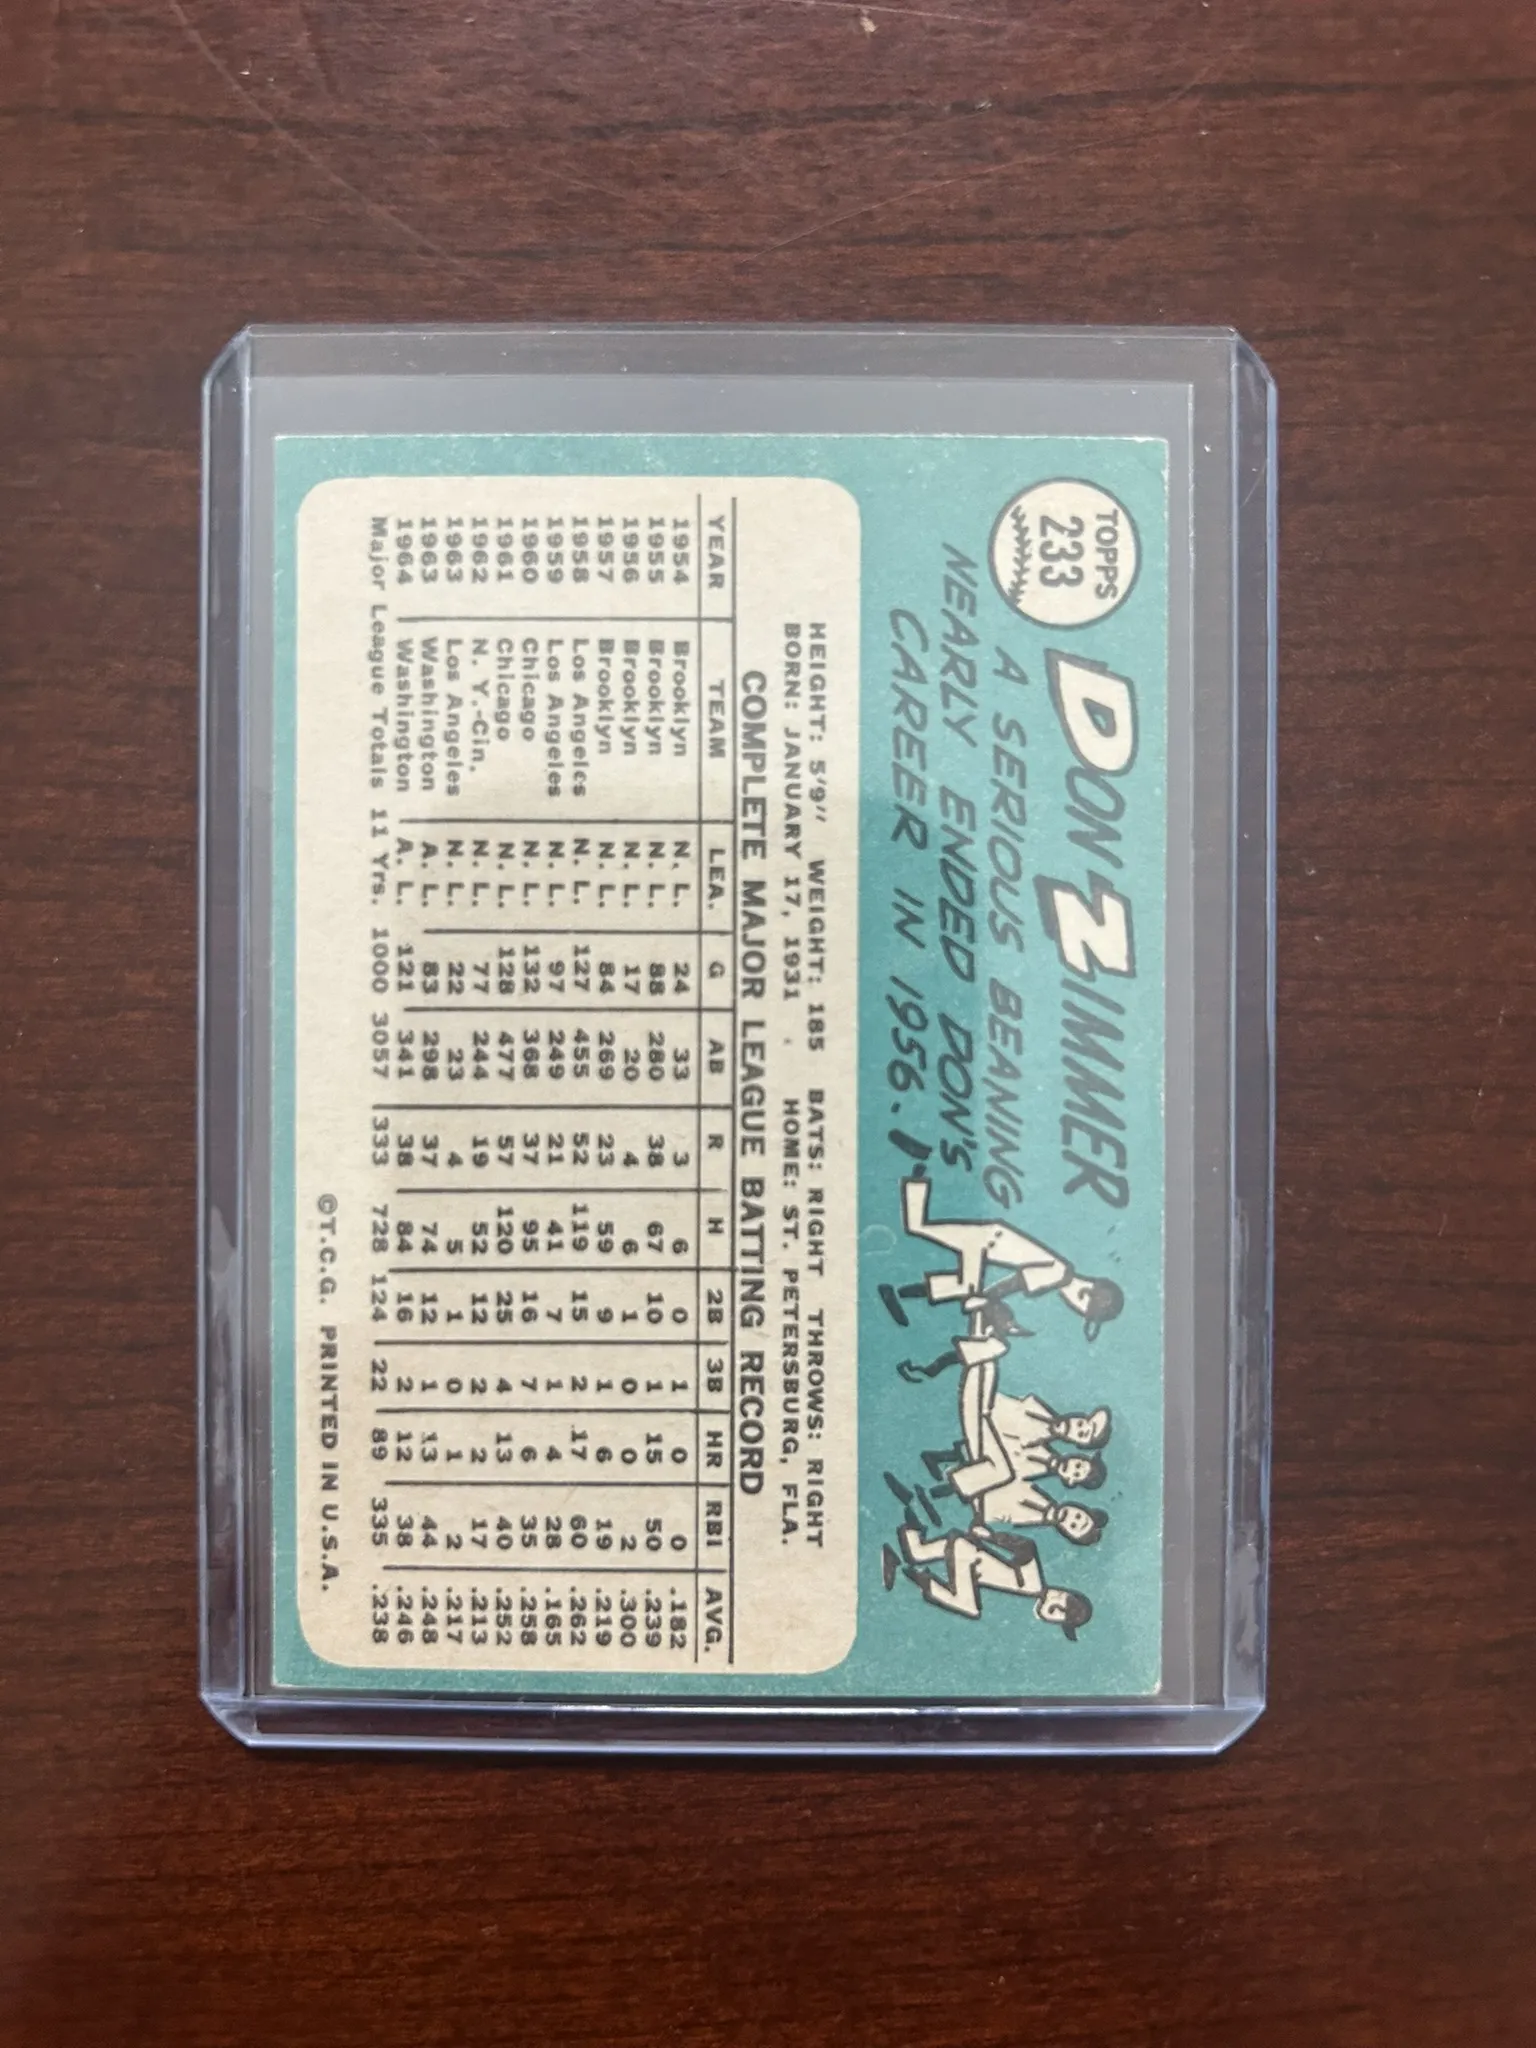 TOPPS
233
DON ZIMMER
A SERIOUS BEANING
NEARLY ENDED DON'S
CAREER IN 1956.
HEIGHT: 5'9" WEIGHT: 185 BATS: RIGHT THROWS: RIGHT
BORN: JANUARY 17, 1931 . HOME: ST. PETERSBURG, FLA.
COMPLETE MAJOR LEAGUE BATTING RECORD
YEAR TEAM LEA. G AB R H 2B 3B HR RBI AVG.
1954 Brooklyn N. L. 24 33 3 6 0 1 0 0 .182
1955 Brooklyn N. L. 88 280 38 67 10 1 15 50 .239
1956 Brooklyn N. L. 17 20 4 6 1 0 0 2 .300
1957 Brooklyn N. L. 84 269 23 59 9 1 6 19 .219
1958 Los Angeles N. L. 127 455 52 119 15 2 17 60 .262
1959 Los Angeles N. L. 97 249 21 41 7 1 4 28 .165
1960 Chicago N. L. 132 368 37 95 16 7 6 35 .258
1961 Chicago N. L. 128 477 57 120 25 4 13 40 .252
1962 N. Y.-Cin. N. L. 77 244 19 52 12 2 2 17 .213
1963 Los Angeles N. L. 22 23 4 5 1 0 1 2 .217
1963 Washington A. L. 83 298 37 74 12 1 13 44 .248
1964 Washington A. L. 121 341 38 84 16 2 12 38 .246
Major League Totals 11 Yrs. 1000 3057 333 728 124 22 89 335 .238
©T.C.G. PRINTED IN U.S.A.